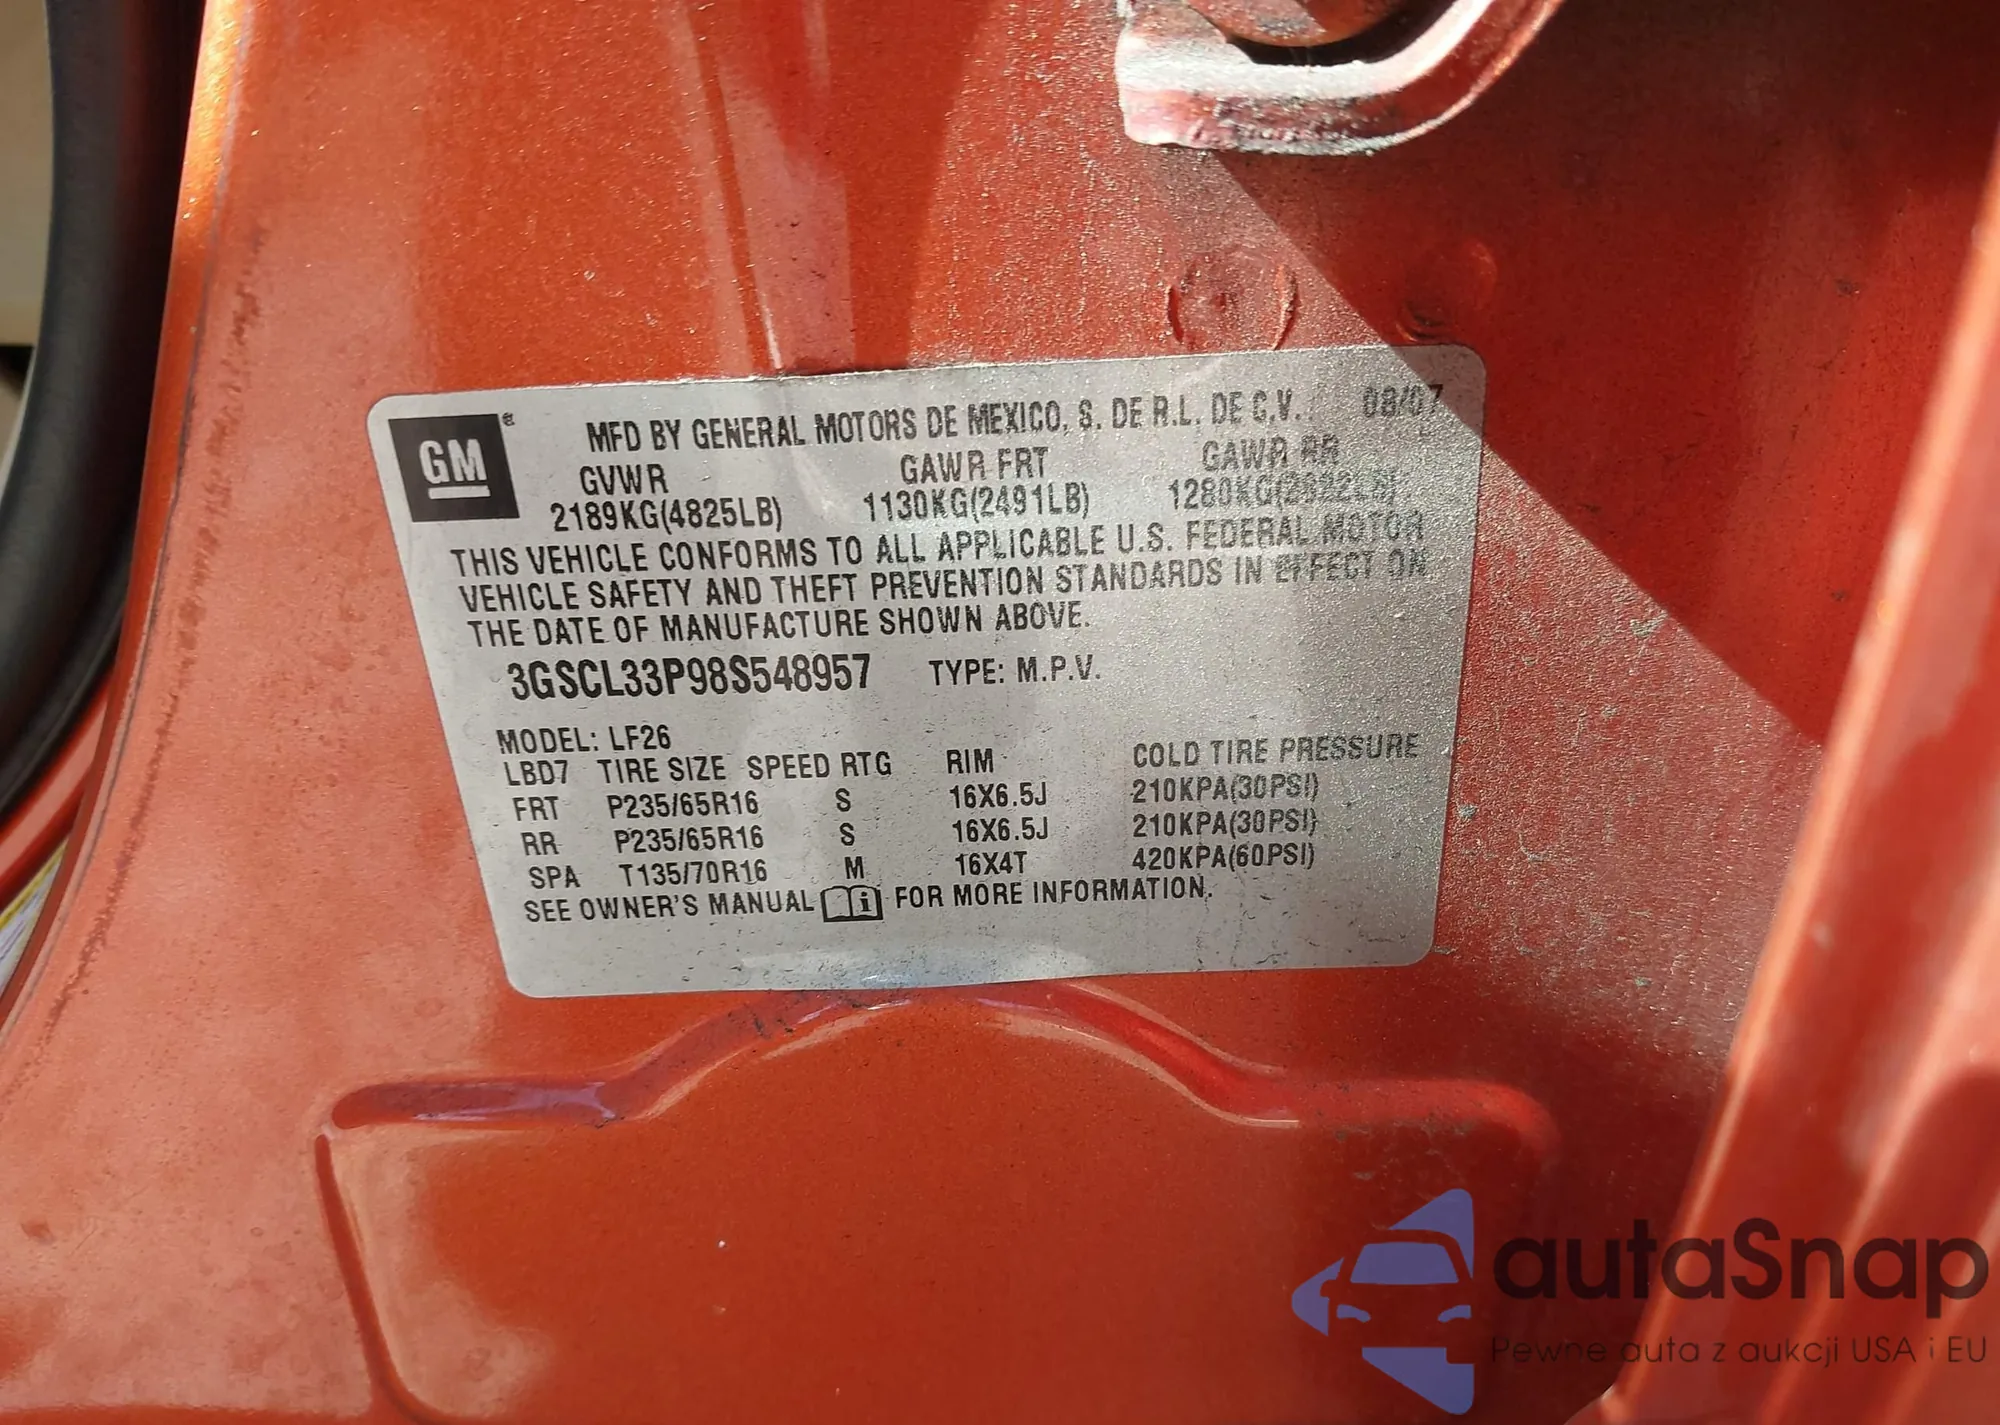 GM®
MFD BY GENERAL MOTORS DE MEXICO, S. DE R.L. DE C.V. 08/07
GVWR GAWR FRT GAWR RR
2189KG(4825LB) 1130KG(2491LB) 1280KG(2822LB)
THIS VEHICLE CONFORMS TO ALL APPLICABLE U.S. FEDERAL MOTOR
VEHICLE SAFETY AND THEFT PREVENTION STANDARDS IN EFFECT ON
THE DATE OF MANUFACTURE SHOWN ABOVE.
3GSCL33P98S548957 TYPE: M.P.V.
MODEL: LF26
LBD7 TIRE SIZE SPEED RTG RIM COLD TIRE PRESSURE
FRT P235/65R16 S 16X6.5J 210KPA(30PSI)
RR P235/65R16 S 16X6.5J 210KPA(30PSI)
SPA T135/70R16 M 16X4T 420KPA(60PSI)
SEE OWNER'S MANUAL i FOR MORE INFORMATION.
autaSnap
Pewne auta z aukcji USA i EU